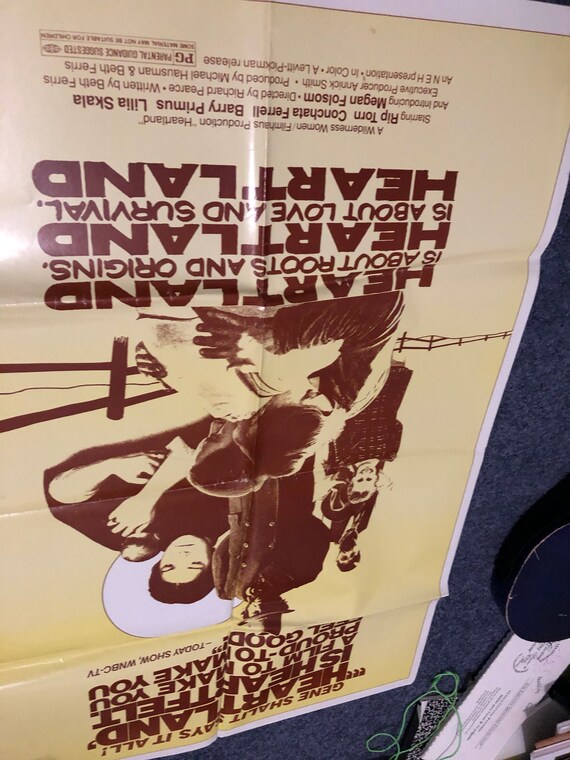 GENE SHALIT SAYS IT ALL!
"HEARTLAND,
IS HEARTFELT.
A FILM TO MAKE YOU
PROUD-TO MAKE YOU
FEEL GOOD."
–TODAY SHOW, WNBC-TV
HEARTLAND
IS ABOUT ROOTS AND ORIGINS.
HEARTLAND
IS ABOUT LOVE AND SURVIVAL.
HEARTLAND
A Wilderness Women/Filmhaus Production "Heartland"
Starring Rip Torn Conchata Ferrell Barry Primus Lilia Skala
And Introducing Megan Folsom • Directed by Richard Pearce • Written by Beth Ferris
Executive Producer Annick Smith • Produced by Michael Hausman & Beth Ferris
An N E H presentation • In Color • A Levitt-Pickman release
PG PARENTAL GUIDANCE SUGGESTED
SOME MATERIAL MAY NOT BE SUITABLE FOR CHILDREN